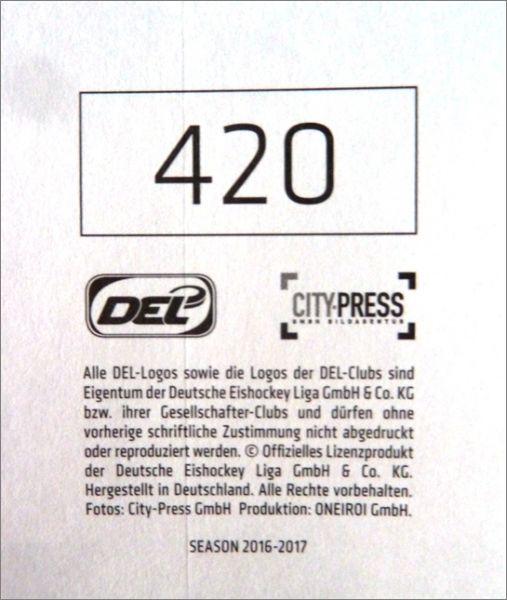 420
DEL
CITY-PRESS
GMBH BILDAGENTUR
Alle DEL-Logos sowie die Logos der DEL-Clubs sind
Eigentum der Deutsche Eishockey Liga GmbH & Co. KG
bzw. ihrer Gesellschafter-Clubs und dürfen ohne
vorherige schriftliche Zustimmung nicht abgedruckt
oder reproduziert werden. © Offizielles Lizenzprodukt
der Deutsche Eishockey Liga GmbH & Co. KG.
Hergestellt in Deutschland. Alle Rechte vorbehalten.
Fotos: City-Press GmbH Produktion: ONEIROI GmbH.
SEASON 2016-2017